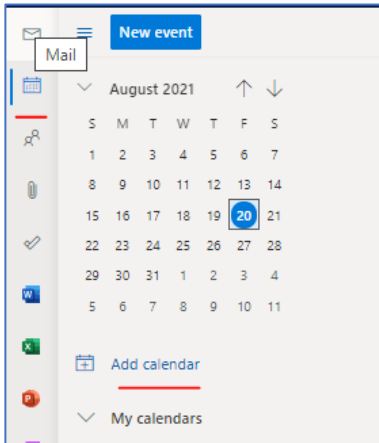 New event
Mail
August 2021
S M T W T F S
1 2 3 4 5 6 7
8 9 10 11 12 13 14
15 16 17 18 19 20 21
22 23 24 25 26 27 28
29 30 31 1 2 3 4
5 6 7 8 9 10 11
W
Add calendar
X
P
My calendars